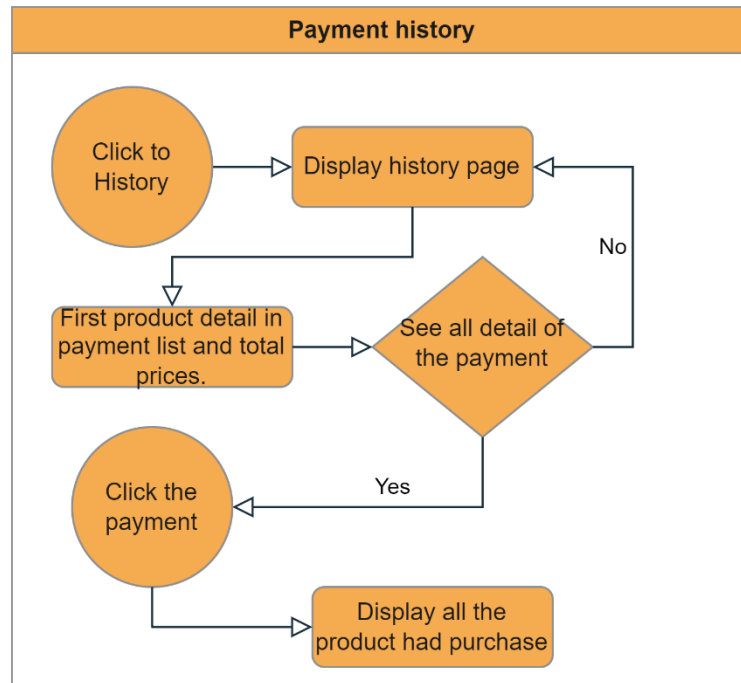 Payment history
Click to
History
Display history page
No
First product detail in
payment list and total
prices.
See all detail of
the payment
Yes
Click the
payment
Display all the
product had purchase